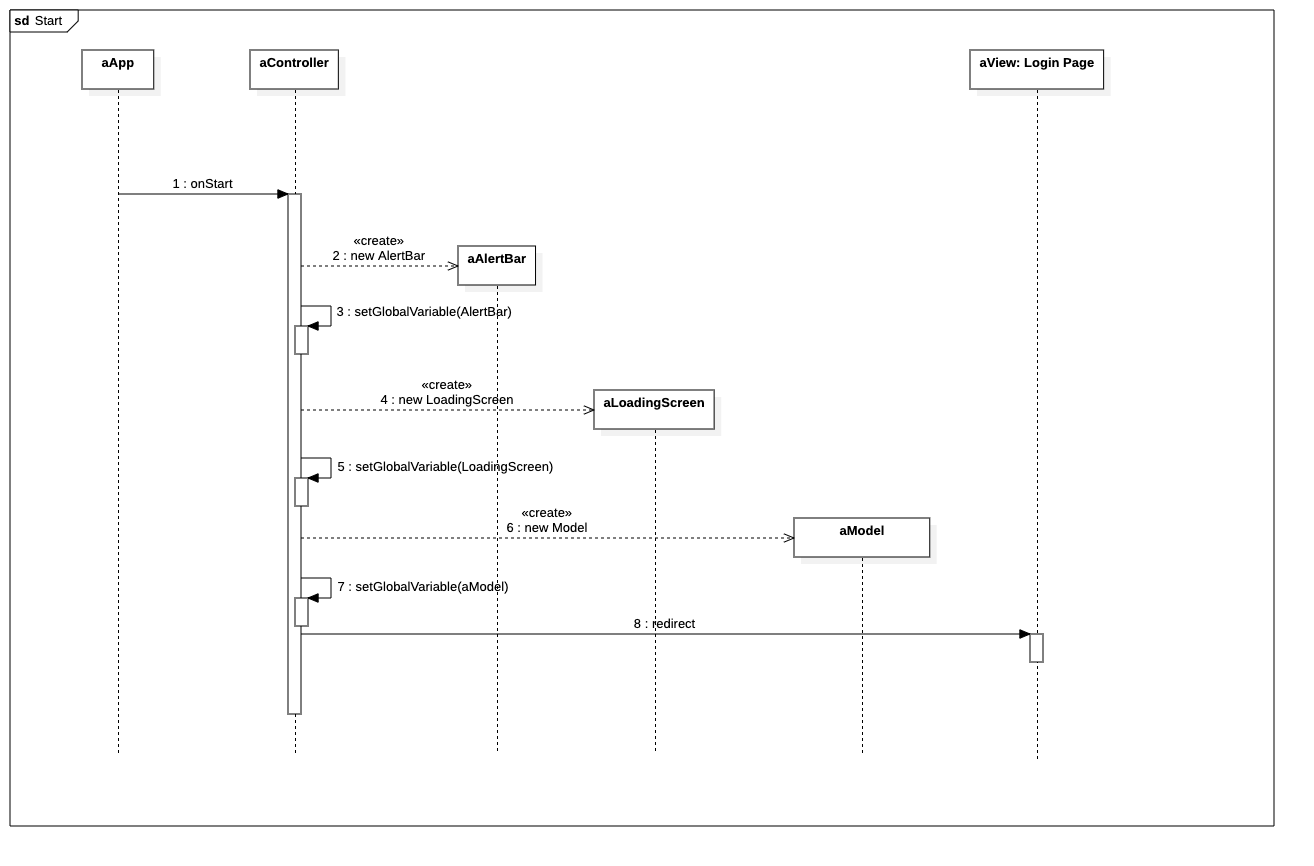 sd Start
aApp
aController
aView: Login Page
1 : onStart
«create»
2 : new AlertBar
aAlertBar
3 : setGlobalVariable(AlertBar)
«create»
4 : new LoadingScreen
aLoadingScreen
5 : setGlobalVariable(LoadingScreen)
«create»
6 : new Model
aModel
7 : setGlobalVariable(aModel)
8 : redirect